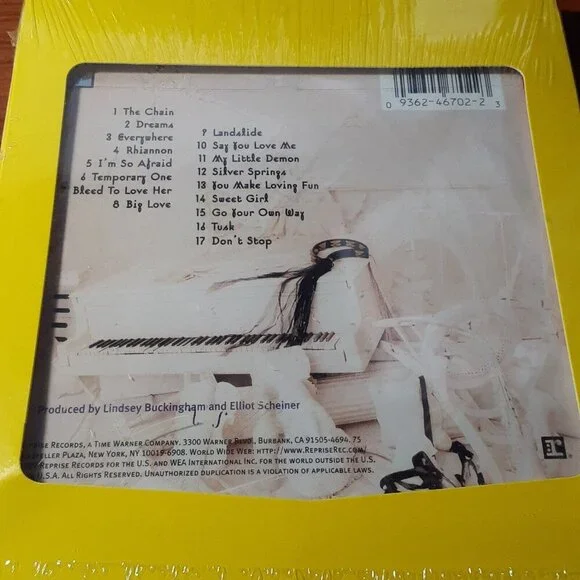 0 9362-46702-2 3
1 The Chain
2 Dreams
3 Everywhere
4 Rhiannon
5 I'm So Afraid
6 Temporary One
Bleed To Love Her
8 Big Love
9 Landslide
10 Say You Love Me
11 My Little Demon
12 Silver Springs
13 You Make Loving Fun
14 Sweet Girl
15 Go Your Own Way
16 Tusk
17 Don't Stop
Produced by Lindsey Buckingham and Elliot Scheiner
Reprise Records, a Time Warner Company. 3300 Warner Blvd., Burbank, CA 91505-4694. 75
Plaza, New York, NY 10019-6908. World Wide Web: http://www.RepriseRec.com/
Reprise Records for the U.S. and WEA International Inc. for the world outside the U.S.
U.S.A. All Rights Reserved. Unauthorized duplication is a violation of applicable laws.